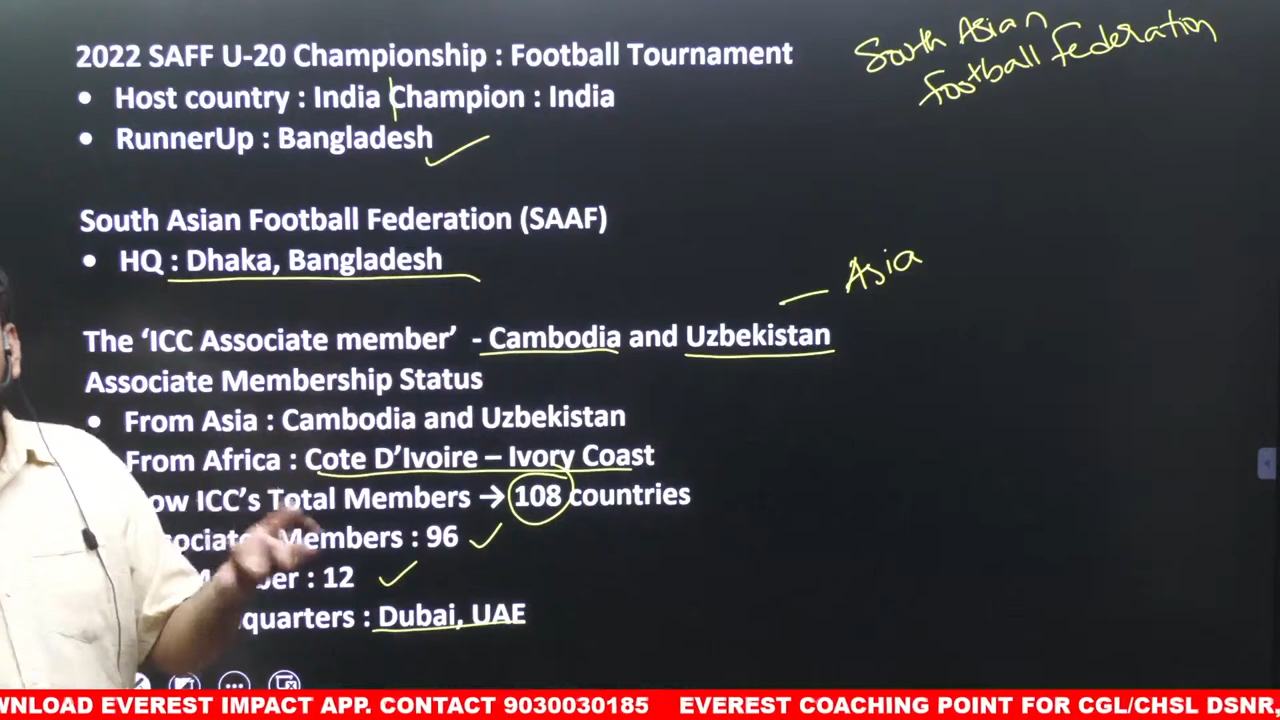 2022 SAFF U-20 Championship : Football Tournament
South Asian
Football Federation
• Host country : India Champion : India
• RunnerUp : Bangladesh
South Asian Football Federation (SAAF)
• HQ : Dhaka, Bangladesh
Asia
The ‘ICC Associate member’ - Cambodia and Uzbekistan
Associate Membership Status
• From Asia : Cambodia and Uzbekistan
From Africa : Cote D’Ivoire – Ivory Coast
ow ICC’s Total Members → 108 countries
Members : 96
: 12
quarters : Dubai, UAE
WNLOAD EVEREST IMPACT APP. CONTACT 9030030185 EVEREST COACHING POINT FOR CGL/CHSL DSNR,